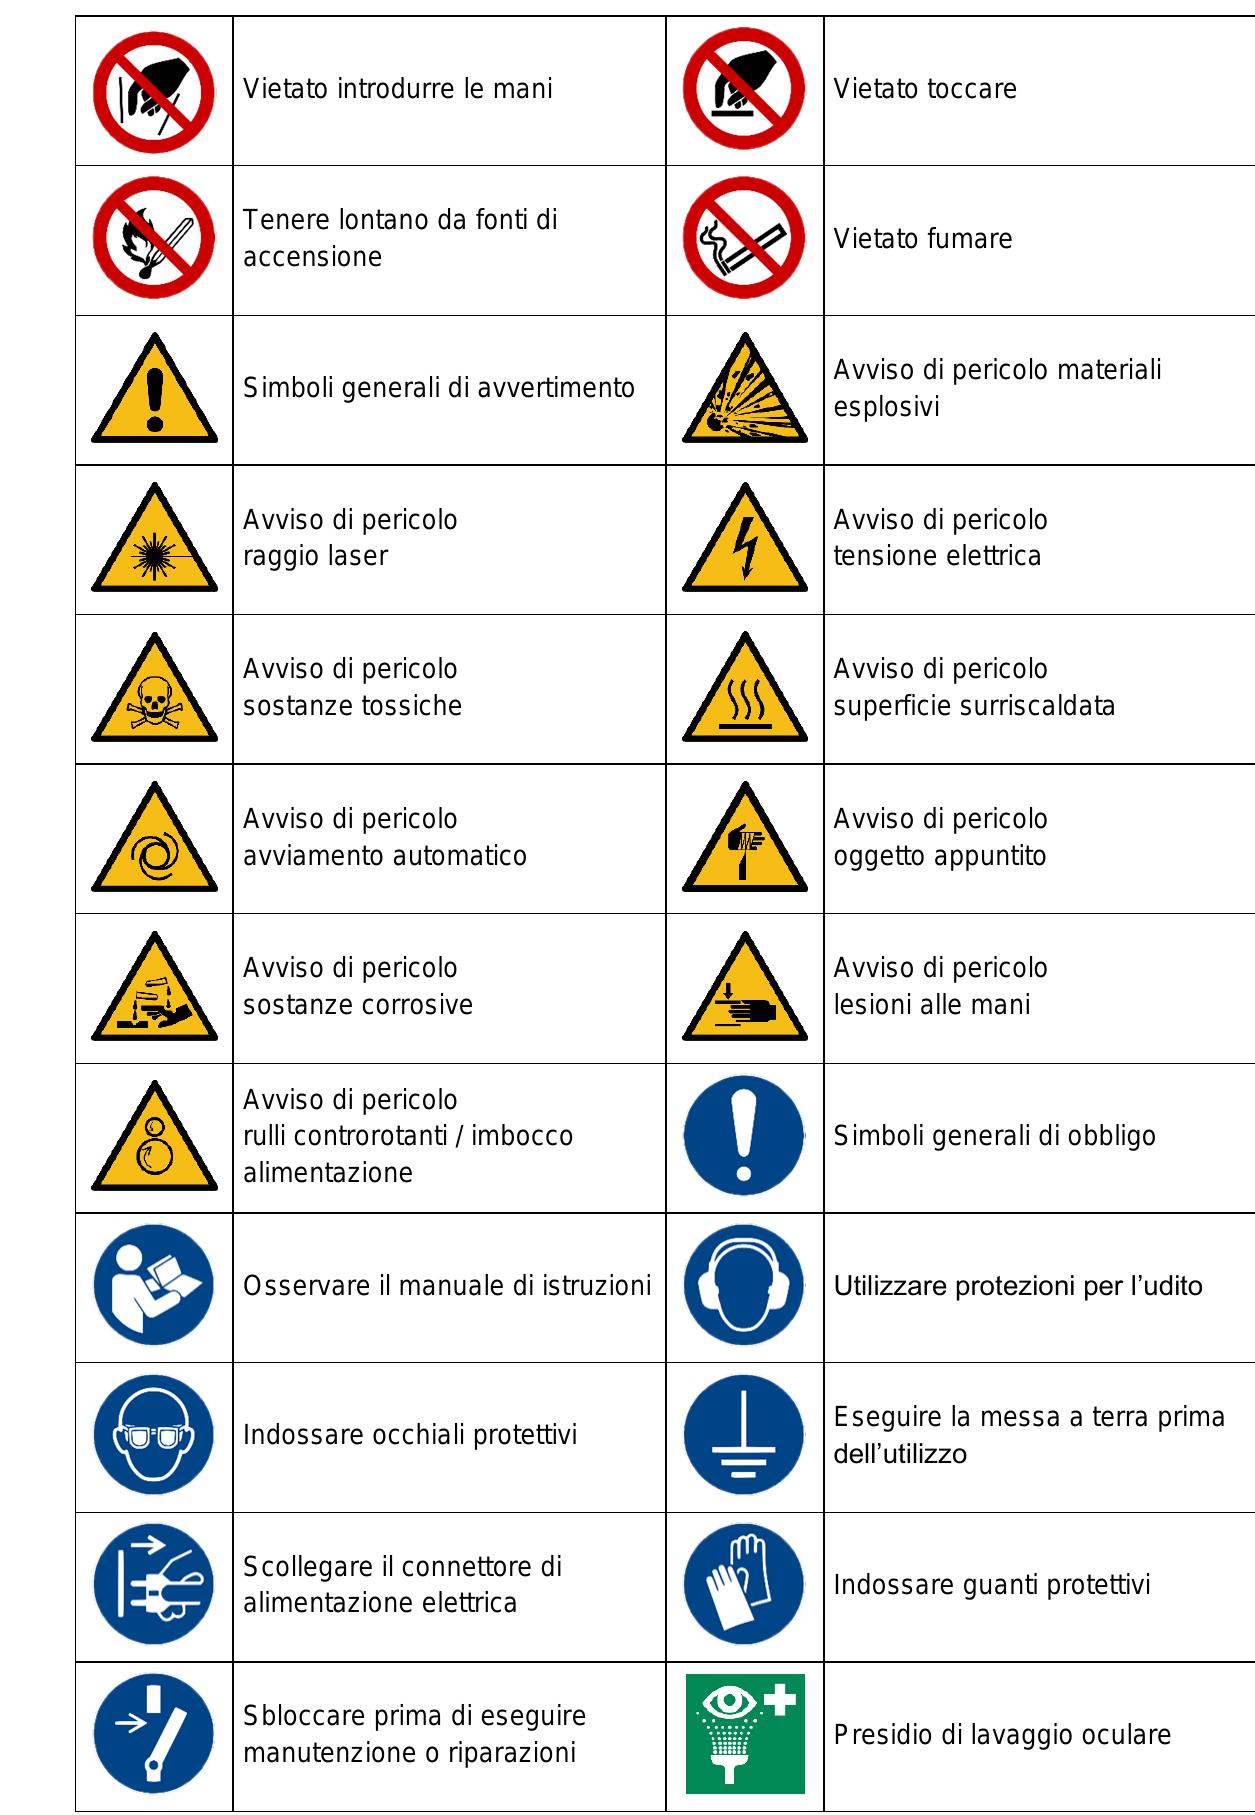 Vietato introdurre le mani
Vietato toccare
Tenere lontano da fonti di
accensione
Vietato fumare
Simboli generali di avvertimento
Avviso di pericolo materiali
esplosivi
Avviso di pericolo
raggio laser
Avviso di pericolo
tensione elettrica
Avviso di pericolo
sostanze tossiche
Avviso di pericolo
superficie surriscaldata
Avviso di pericolo
avviamento automatico
Avviso di pericolo
oggetto appuntito
Avviso di pericolo
sostanze corrosive
Avviso di pericolo
lesioni alle mani
Avviso di pericolo
rulli controrotanti / imbocco
alimentazione
Simboli generali di obbligo
Osservare il manuale di istruzioni
Utilizzare protezioni per l’udito
Indossare occhiali protettivi
Eseguire la messa a terra prima
dell’utilizzo
Scollegare il connettore di
alimentazione elettrica
Indossare guanti protettivi
Sbloccare prima di eseguire
manutenzione o riparazioni
Presidio di lavaggio oculare